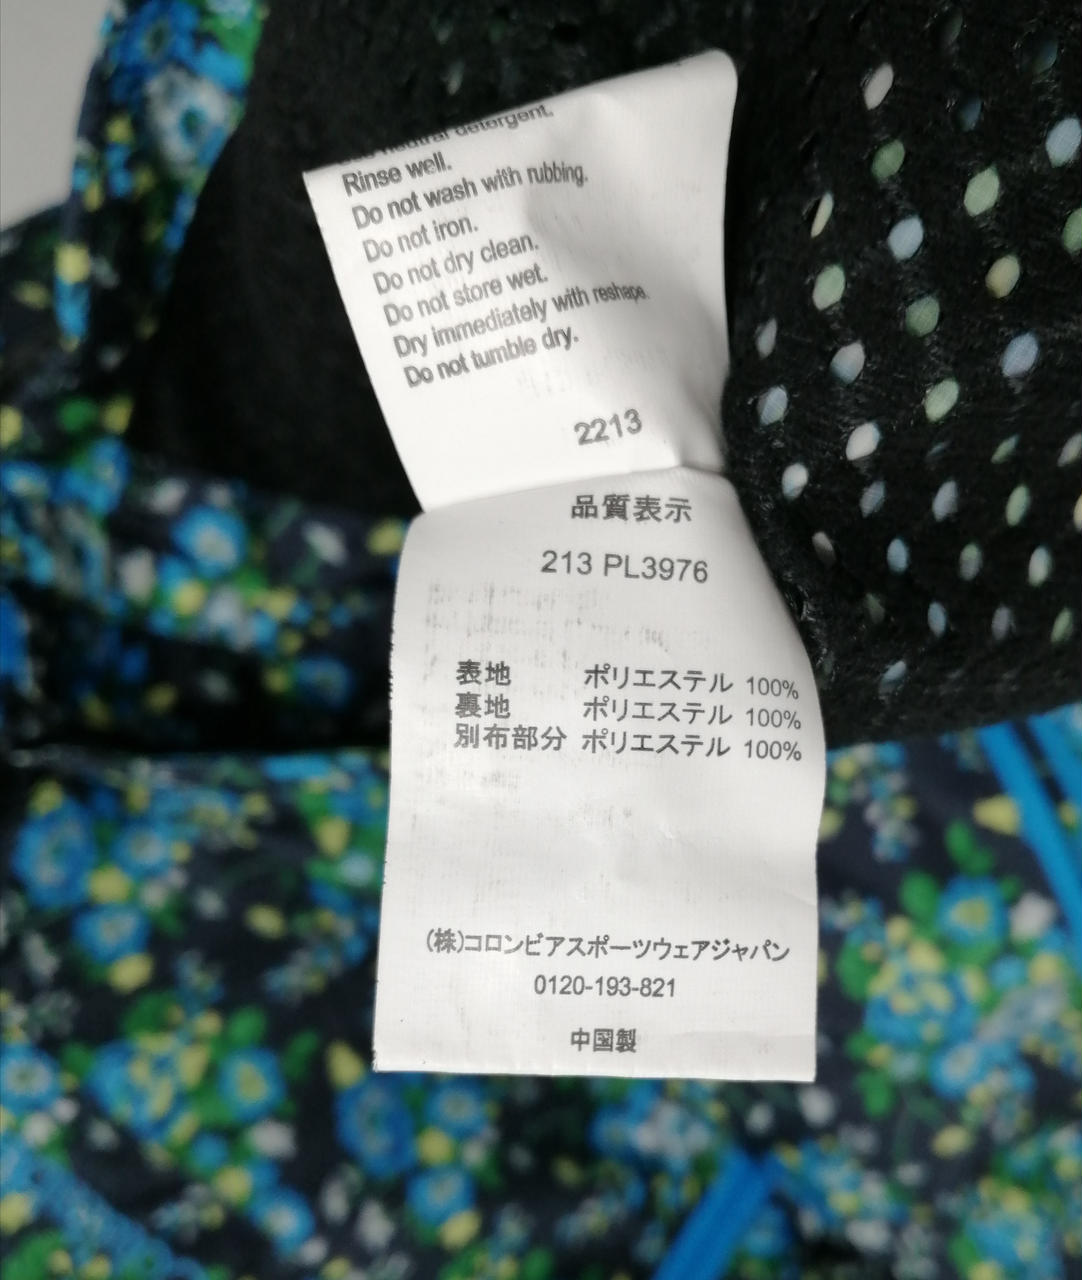 neutral detergent.
Rinse well.
Do not wash with rubbing.
Do not iron.
Do not dry clean.
Do not store wet.
Dry immediately with reshape.
Do not tumble dry.
2213
品質表示
213 PL3976
表地 ポリエステル 100%
裏地 ポリエステル 100%
別布部分 ポリエステル 100%
(株)コロンビアスポーツウェアジャパン
0120-193-821
中国製